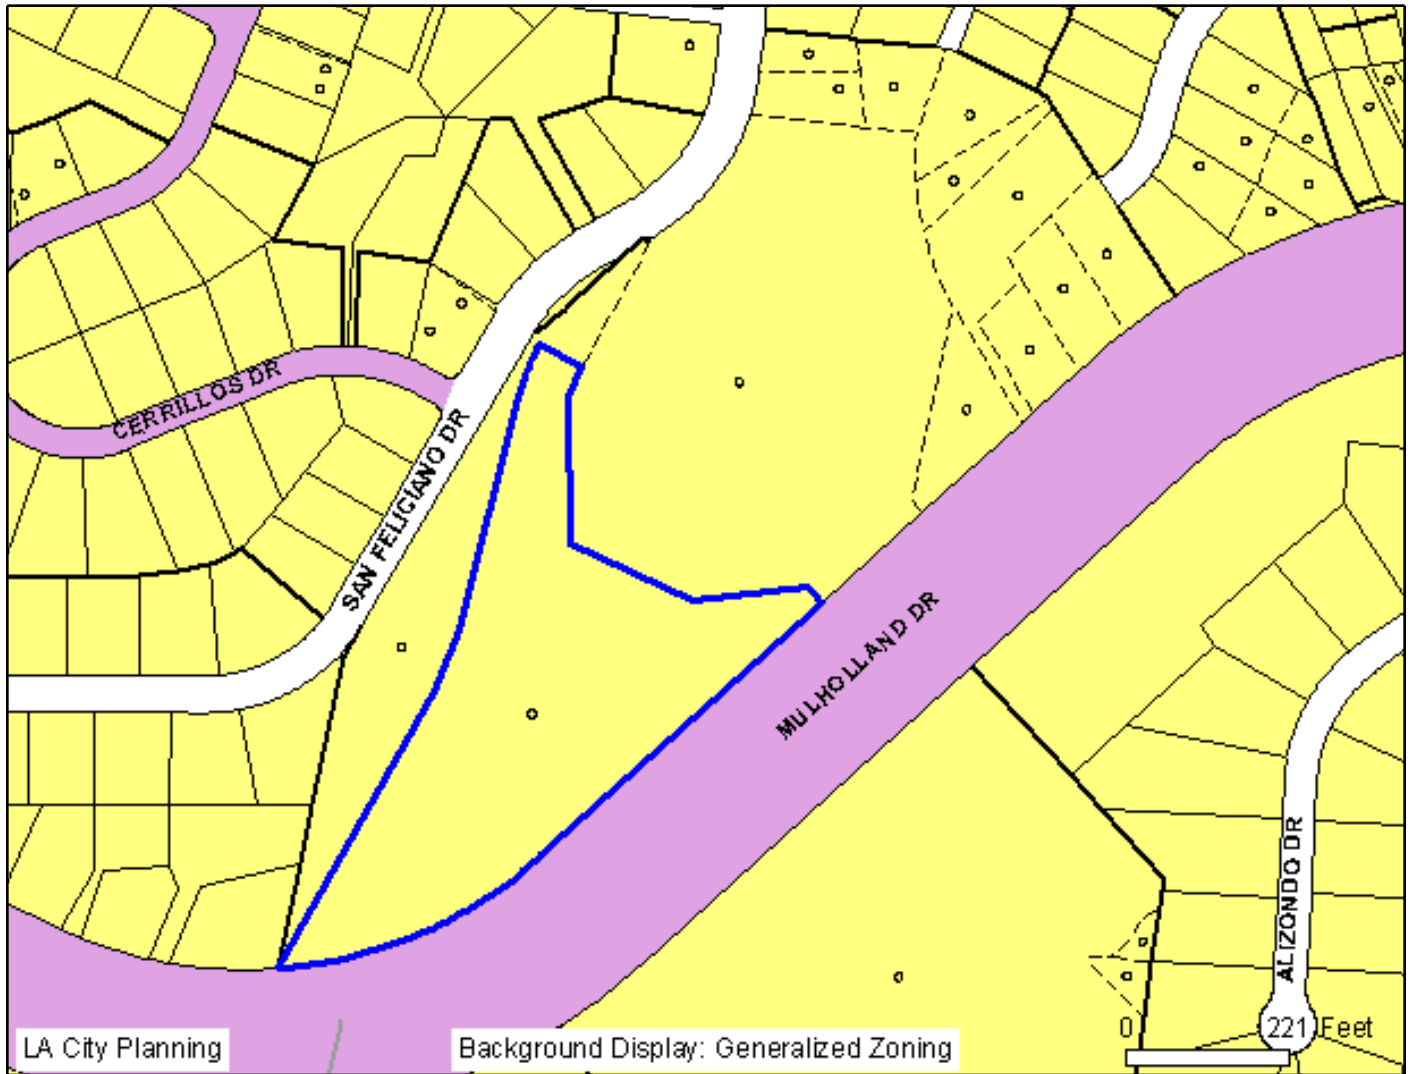 CERRILLOS DR
SAN FELICIANO DR
MULHOLLAND DR
ALIZONDO DR
0 221 Feet
LA City Planning
Background Display: Generalized Zoning